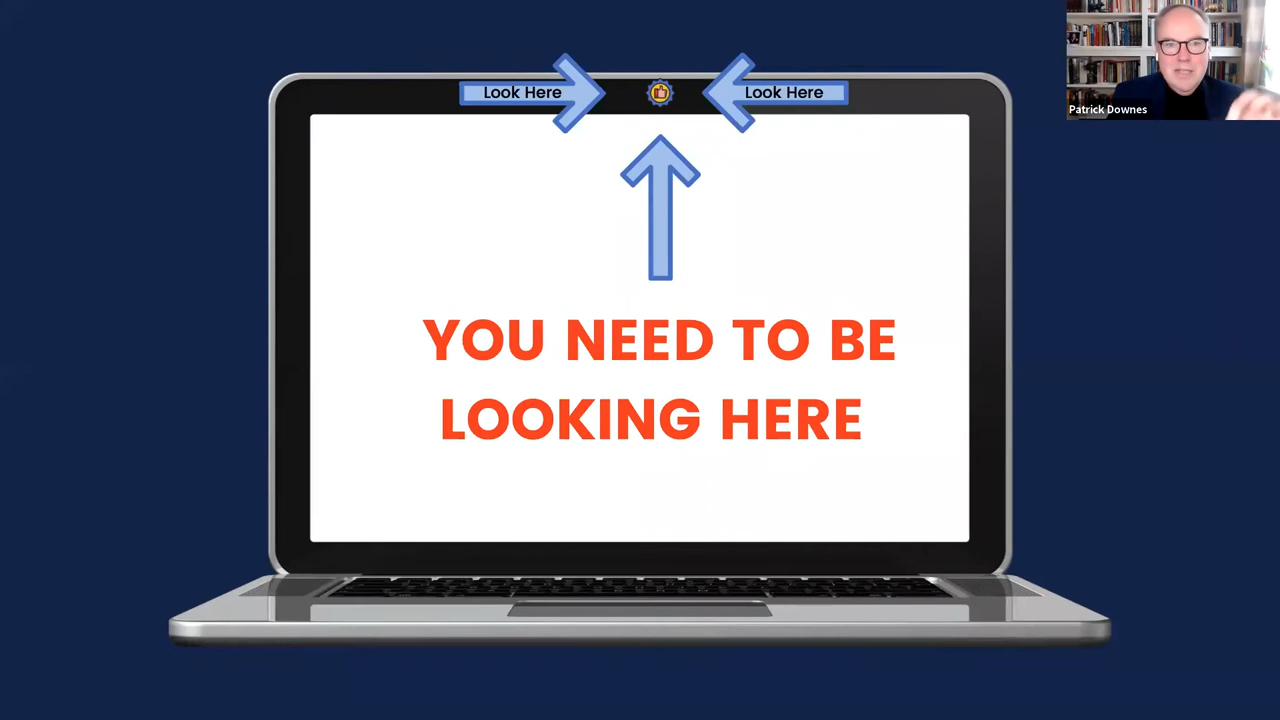 Look Here
Look Here
Patrick Downes
YOU NEED TO BE
LOOKING HERE